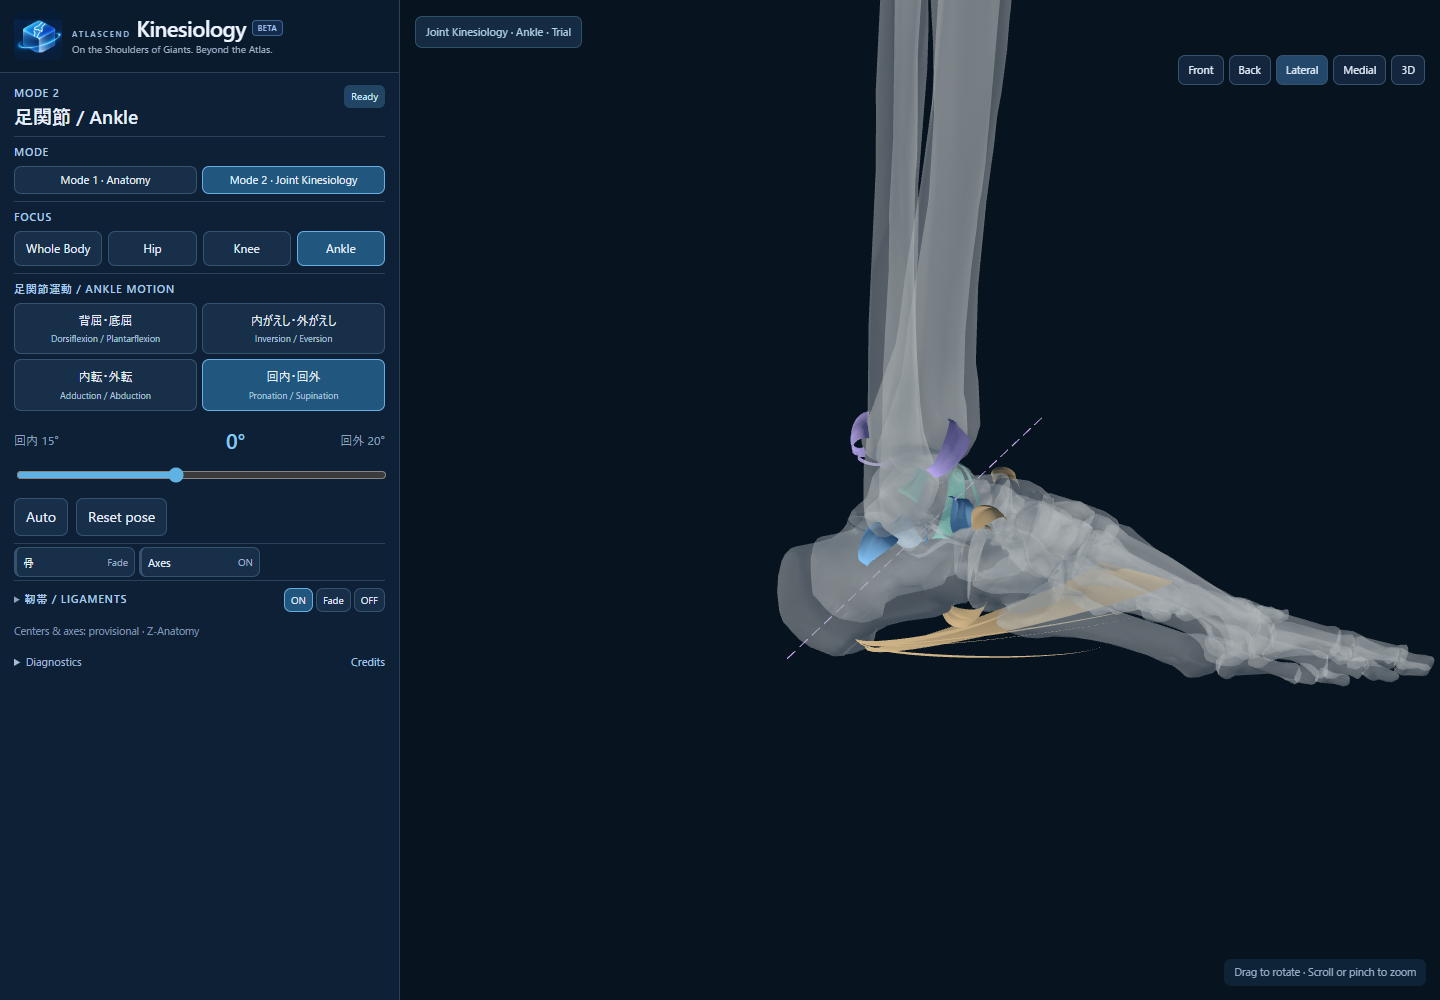 ATLASCEND Kinesiology BETA
On the Shoulders of Giants. Beyond the Atlas.
MODE 2
Ready
足関節 / Ankle
MODE
Mode 1 · Anatomy
Mode 2 · Joint Kinesiology
FOCUS
Whole Body
Hip
Knee
Ankle
足関節運動 / ANKLE MOTION
背屈・底屈
Dorsiflexion / Plantarflexion
内がえし・外がえし
Inversion / Eversion
内転・外転
Adduction / Abduction
回内・回外
Pronation / Supination
回内 15°
0°
回外 20°
Auto
Reset pose
骨 Fade
Axes ON
靭帯 / LIGAMENTS
ON
Fade
OFF
Centers & axes: provisional · Z-Anatomy
Diagnostics
Credits
Joint Kinesiology · Ankle · Trial
Front
Back
Lateral
Medial
3D
Drag to rotate · Scroll or pinch to zoom